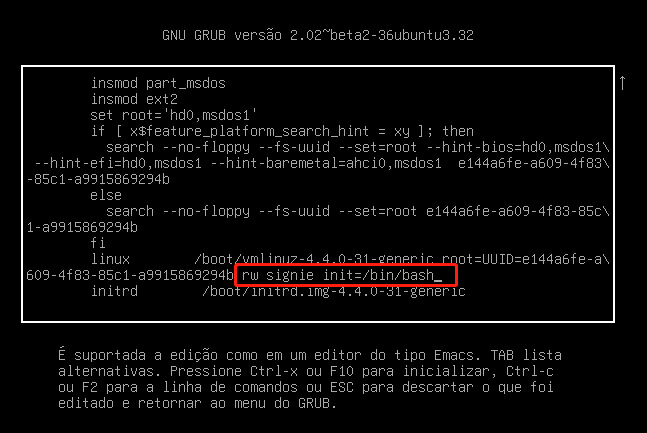 GNU GRUB versão 2.02~beta2-36ubuntu3.32
insmod part_msdos
insmod ext2
set root='hd0,msdos1'
if [ x$feature_platform_search_hint = xy ]; then
search --no-floppy --fs-uuid --set=root --hint-bios=hd0,msdos1\
--hint-efi=hd0,msdos1 --hint-baremetal=ahci0,msdos1  e144a6fe-a609-4f83\
-85c1-a9915869294b
else
search --no-floppy --fs-uuid --set=root e144a6fe-a609-4f83-85c\
1-a9915869294b
fi
linux /boot/vmlinuz-4.4.0-31-generic root=UUID=e144a6fe-a\
609-4f83-85c1-a9915869294b rw signie init=/bin/bash_
initrd /boot/initrd.img-4.4.0-31-generic
↑
É suportada a edição como em um editor do tipo Emacs. TAB lista
alternativas. Pressione Ctrl-x ou F10 para inicializar, Ctrl-c
ou F2 para a linha de comandos ou ESC para descartar o que foi
editado e retornar ao menu do GRUB.